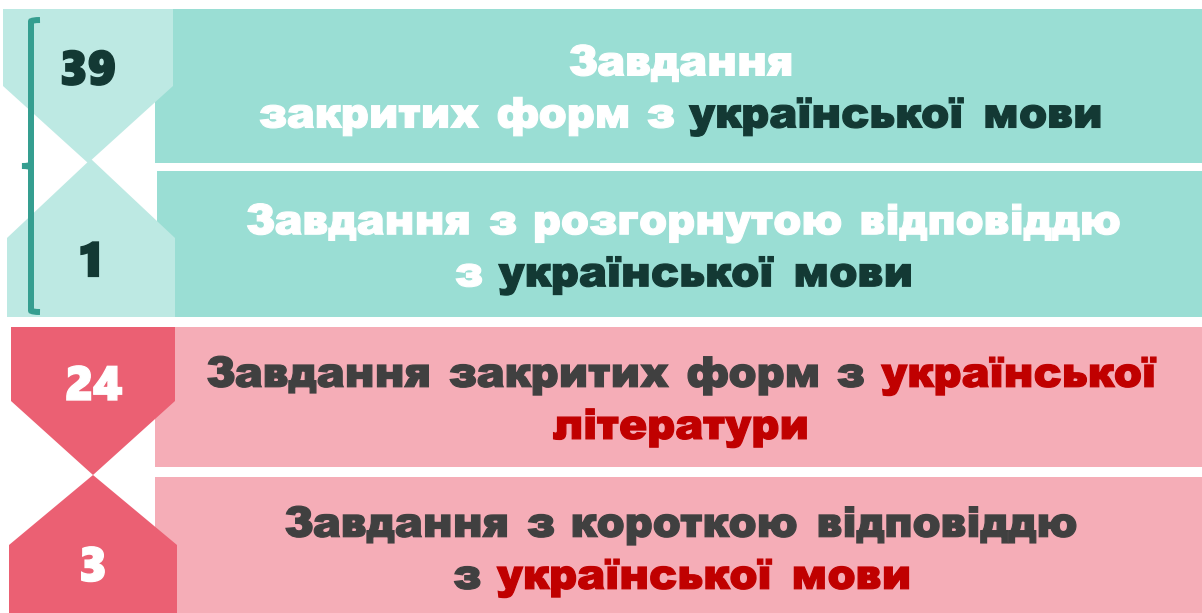 39
Завдання
закритих форм з української мови
1
Завдання з розгорнутою відповіддю
з української мови
24
Завдання закритих форм з української
літератури
3
Завдання з короткою відповіддю
з української мови